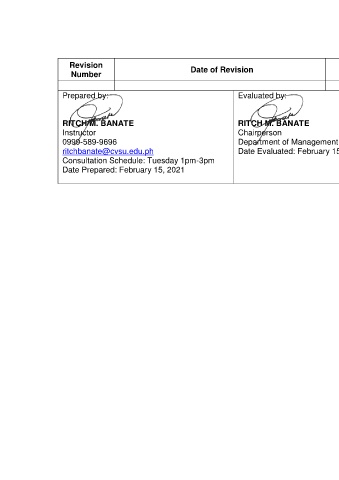 Revision
Number
Date of Revision
Prepared by:
RITCH M. BANATE
Instructor
0999-589-9696
ritchbanate@cvsu.edu.ph
Consultation Schedule: Tuesday 1pm-3pm
Date Prepared: February 15, 2021
Evaluated by:
RITCH M. BANATE
Chairperson
Department of Management
Date Evaluated: February 15